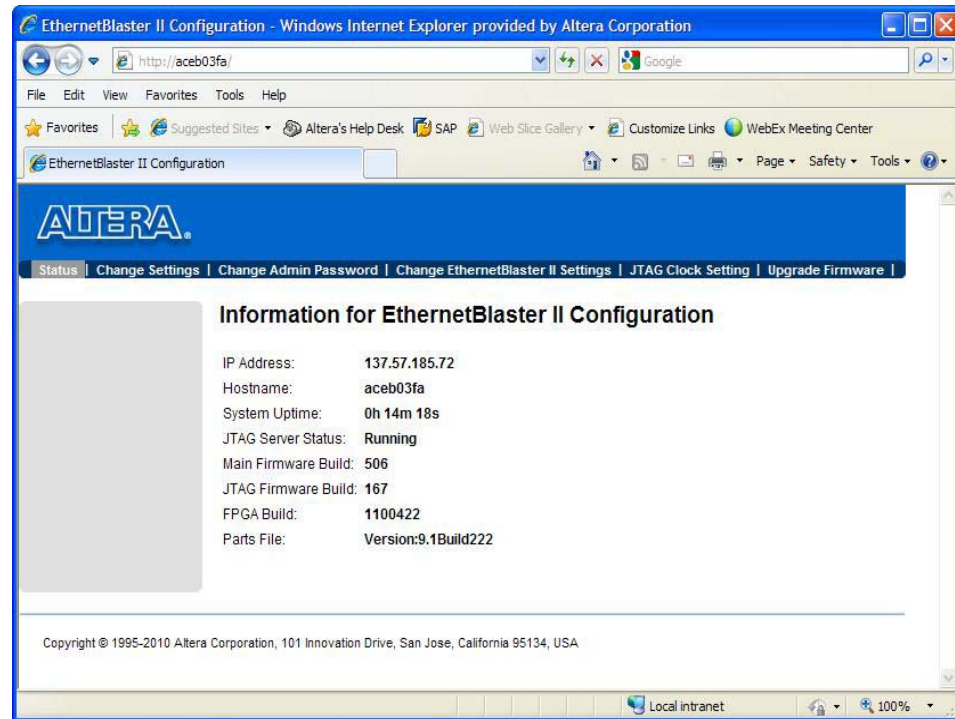 EthernetBlaster II Configuration - Windows Internet Explorer provided by Altera Corporation
http://aceb03fa/
Google
File Edit View Favorites Tools Help
Favorites Suggested Sites Altera's Help Desk SAP Web Slice Gallery Customize Links WebEx Meeting Center
EthernetBlaster II Configuration Page Safety Tools
ALTERA.
Status | Change Settings | Change Admin Password | Change EthernetBlaster II Settings | JTAG Clock Setting | Upgrade Firmware |
Information for EthernetBlaster II Configuration
IP Address: 137.57.185.72
Hostname: aceb03fa
System Uptime: 0h 14m 18s
JTAG Server Status: Running
Main Firmware Build: 506
JTAG Firmware Build: 167
FPGA Build: 1100422
Parts File: Version:9.1Build222
Copyright © 1995-2010 Altera Corporation, 101 Innovation Drive, San Jose, California 95134, USA
Local intranet 100%